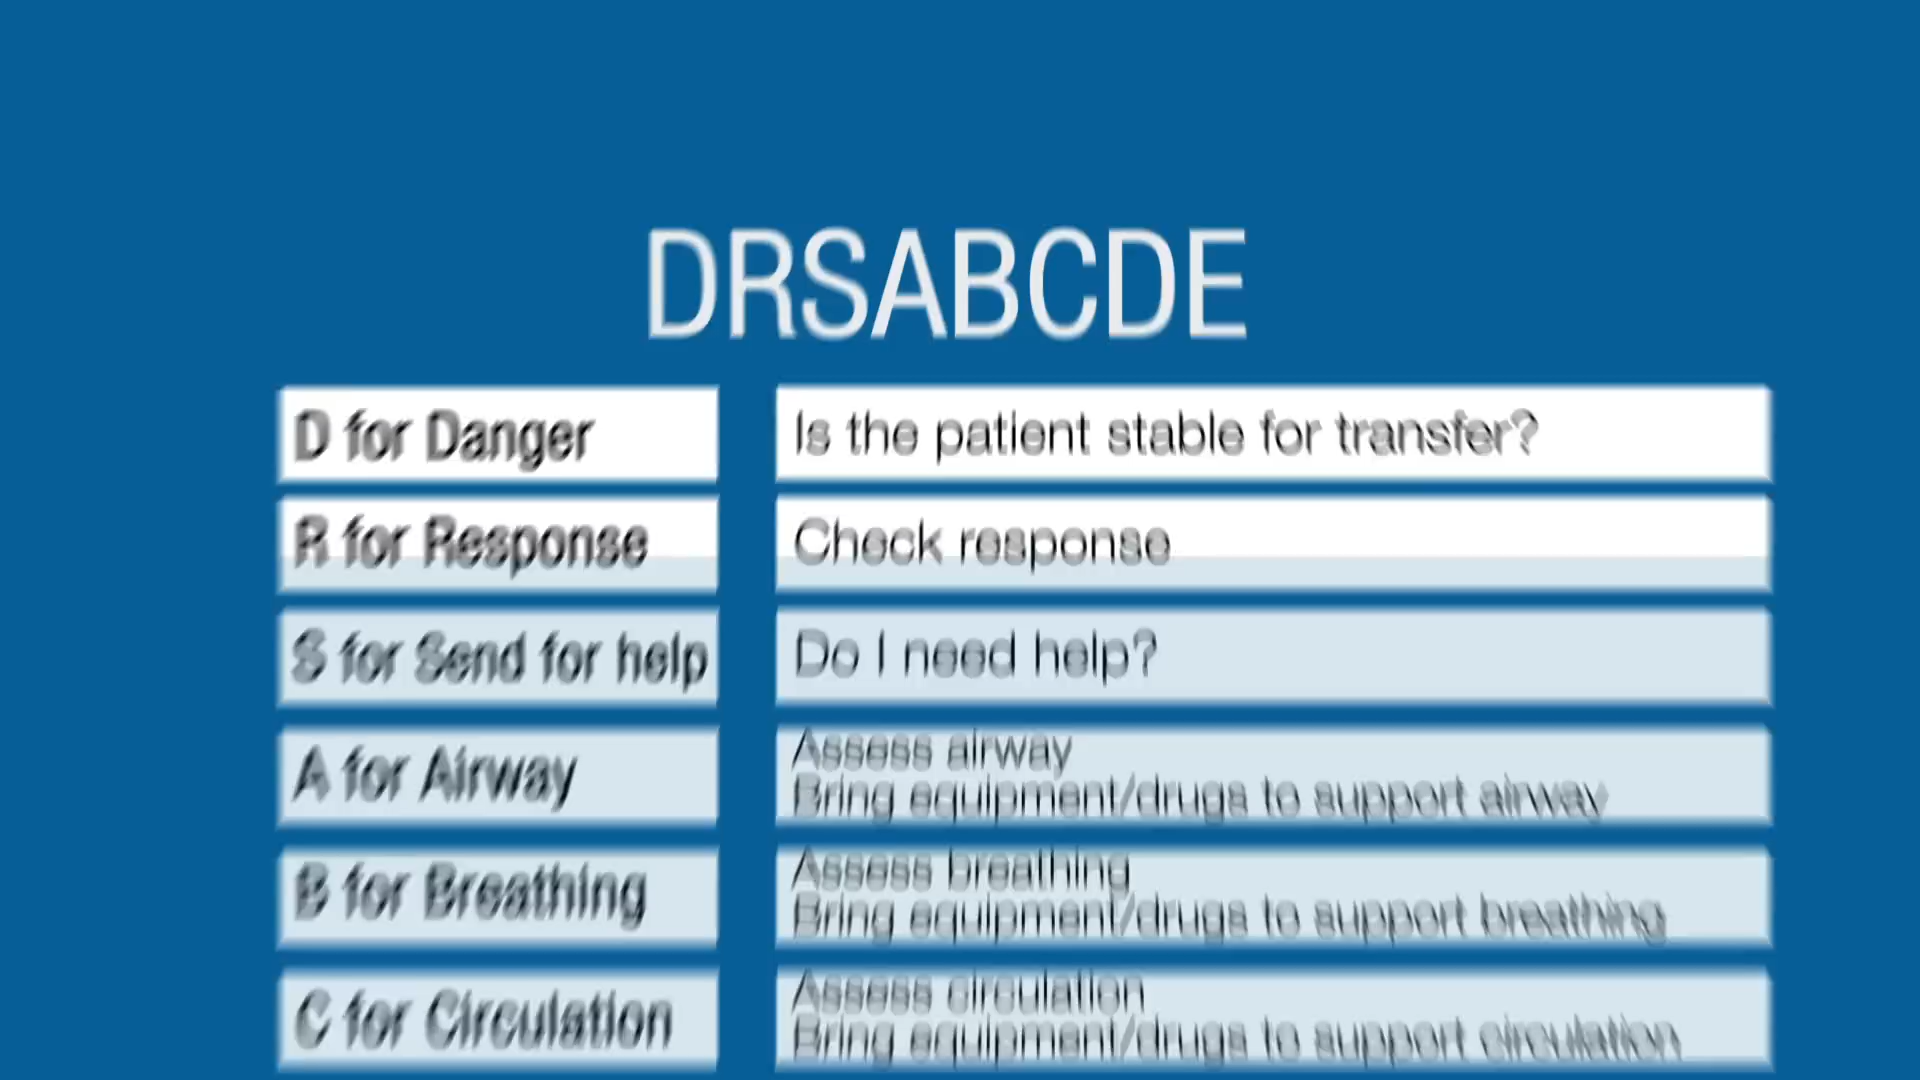 DRSABCDE
D for Danger
Is the patient stable for transfer?
R for Response
Check response
S for Send for help
Do I need help?
A for Airway
Assess airway
Bring equipment/drugs to support airway
B for Breathing
Assess breathing
Bring equipment/drugs to support breathing
C for Circulation
Assess circulation
Bring equipment/drugs to support circulation